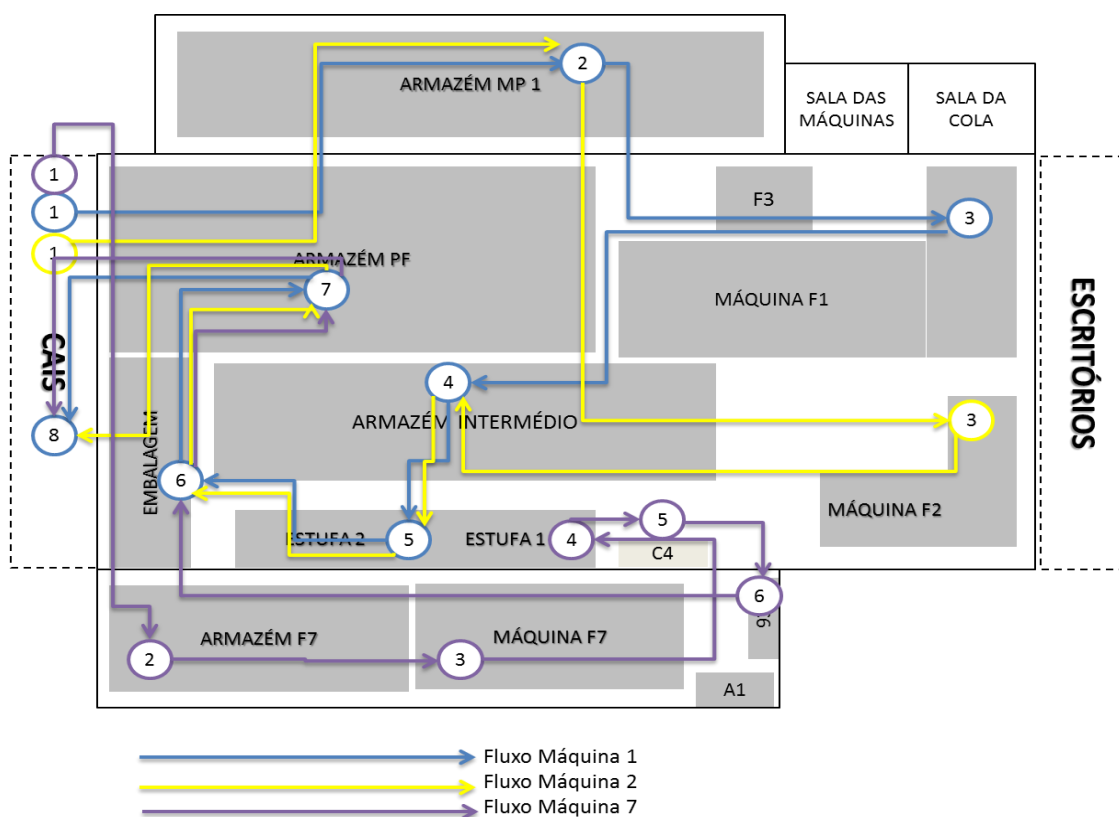 ARMAZÉM MP 1
2
SALA DAS
MÁQUINAS
SALA DA
COLA
1
1
1
F3
3
ARMAZÉM PF
7
MÁQUINA F1
ESCRITÓRIOS
CAIS
8
4
ARMAZÉM INTERMÉDIO
3
EMBALAGEM
6
MÁQUINA F2
ESTUFA 2
5
ESTUFA 1
4
5
C4
6
ARMAZÉM F7
2
MÁQUINA F7
3
A1
Fluxo Máquina 1
Fluxo Máquina 2
Fluxo Máquina 7